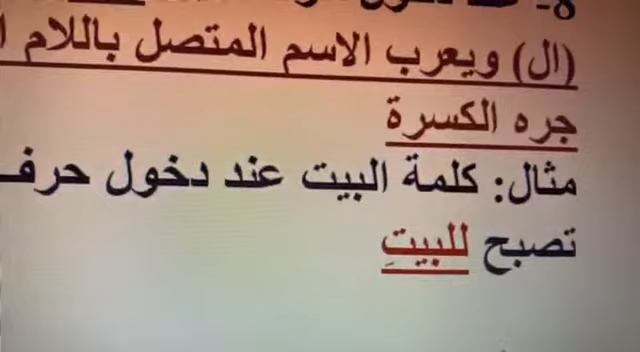 (ال) ويعرب الاسم المتصل باللام
جره الكسرة
مثال: كلمة البيت عند دخول حرف
تصبح للبيتِ